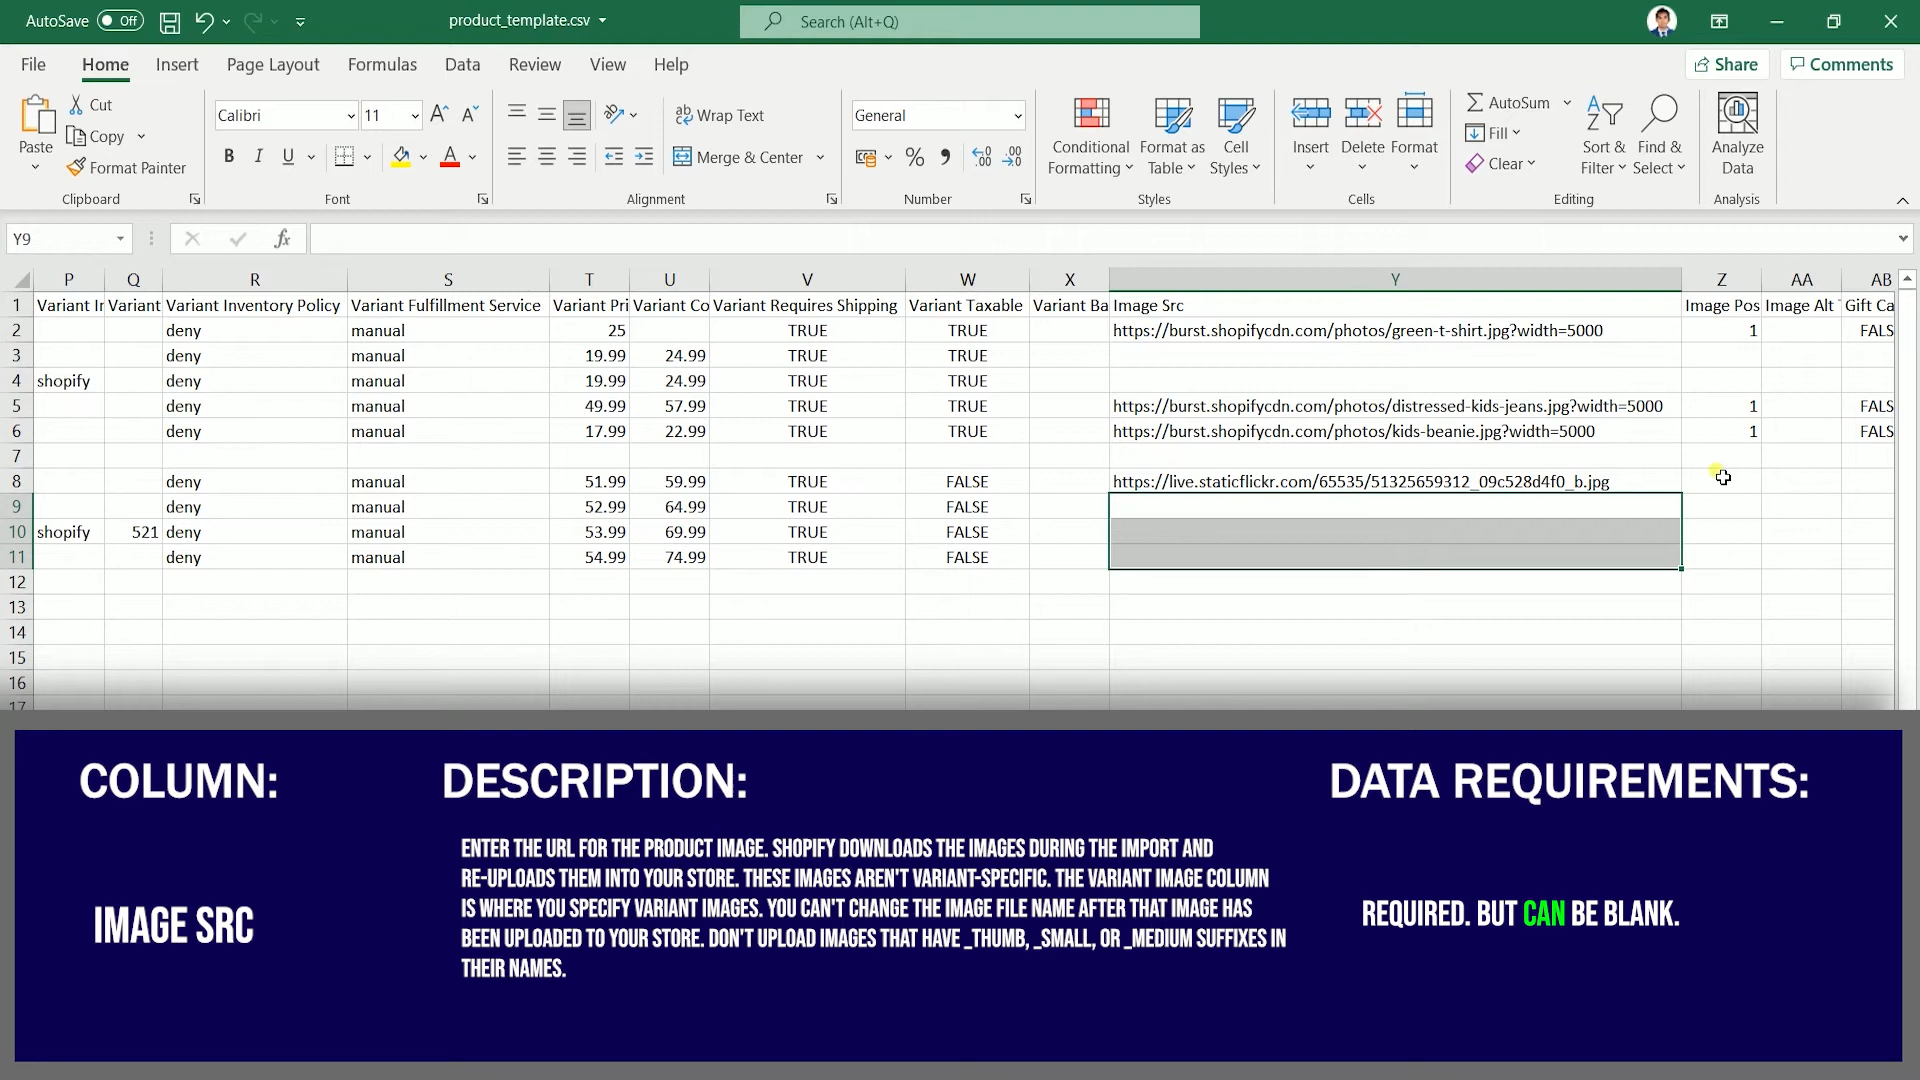 AutoSave Off product_template.csv Search (Alt+Q)
File Home Insert Page Layout Formulas Data Review View Help Share Comments
Paste Cut Copy Format Painter Clipboard
Calibri 11 B I U Font
Wrap Text Merge & Center Alignment
General % Number
Conditional Formatting Format as Table Cell Styles Styles
Insert Delete Format Cells
AutoSum Fill Clear Sort & Filter Find & Select Editing
Analyze Data Analysis
Y9 fx
P Q R S T U V W X Y Z AA AB
1 Variant In Variant Variant Inventory Policy Variant Fulfillment Service Variant Pri Variant Co Variant Requires Shipping Variant Taxable Variant Ba Image Src Image Pos Image Alt Gift Ca
2 deny manual 25 TRUE TRUE https://burst.shopifycdn.com/photos/green-t-shirt.jpg?width=5000 1 FALS
3 deny manual 19.99 24.99 TRUE TRUE
4 shopify deny manual 19.99 24.99 TRUE TRUE
5 deny manual 49.99 57.99 TRUE TRUE https://burst.shopifycdn.com/photos/distressed-kids-jeans.jpg?width=5000 1 FALS
6 deny manual 17.99 22.99 TRUE TRUE https://burst.shopifycdn.com/photos/kids-beanie.jpg?width=5000 1 FALS
7
8 deny manual 51.99 59.99 TRUE FALSE https://live.staticflickr.com/65535/51325659312_09c528d4f0_b.jpg
9 deny manual 52.99 64.99 TRUE FALSE
10 shopify 521 deny manual 53.99 69.99 TRUE FALSE
11 deny manual 54.99 74.99 TRUE FALSE
12
13
14
15
16
17
COLUMN: DESCRIPTION: DATA REQUIREMENTS:
IMAGE SRC
ENTER THE URL FOR THE PRODUCT IMAGE. SHOPIFY DOWNLOADS THE IMAGES DURING THE IMPORT AND
RE-UPLOADS THEM INTO YOUR STORE. THESE IMAGES AREN'T VARIANT-SPECIFIC. THE VARIANT IMAGE COLUMN
IS WHERE YOU SPECIFY VARIANT IMAGES. YOU CAN'T CHANGE THE IMAGE FILE NAME AFTER THAT IMAGE HAS
BEEN UPLOADED TO YOUR STORE. DON'T UPLOAD IMAGES THAT HAVE _THUMB, _SMALL, OR _MEDIUM SUFFIXES IN
THEIR NAMES.
REQUIRED. BUT CAN BE BLANK.